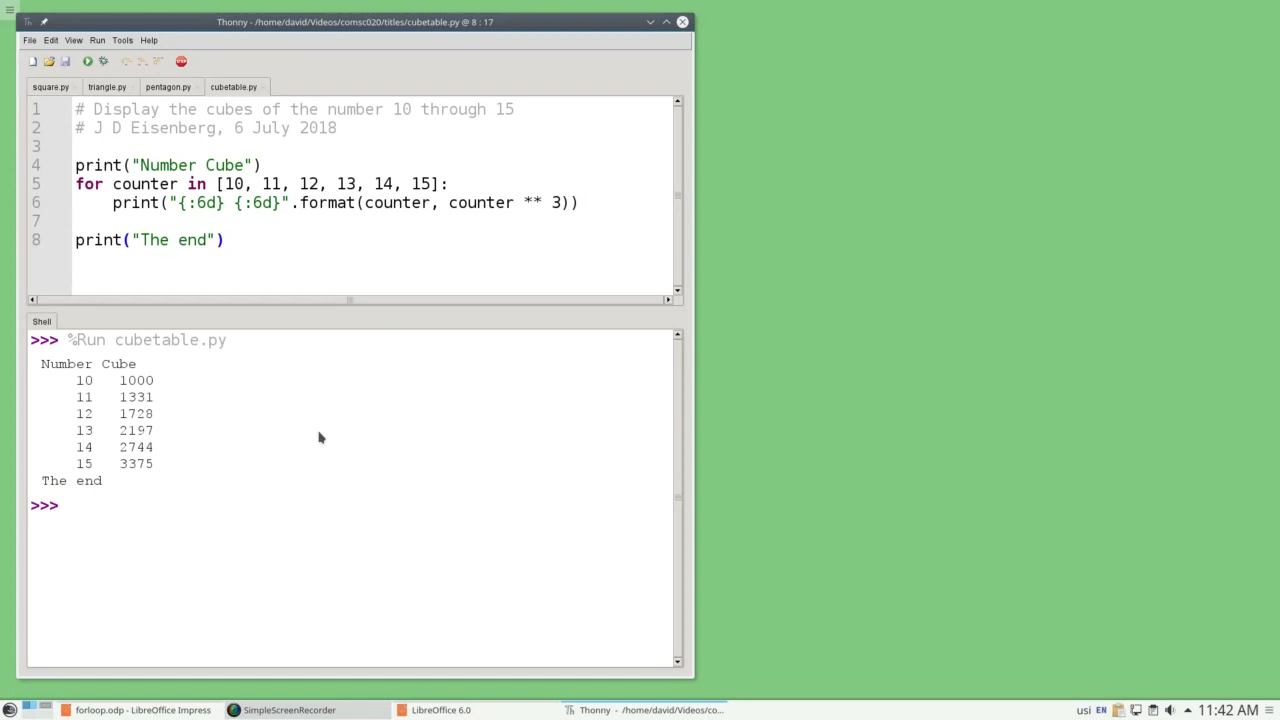 Thonny - /home/david/Videos/comsc020/titles/cubetable.py @ 8 : 17
File Edit View Run Tools Help
square.py triangle.py pentagon.py cubetable.py
1 # Display the cubes of the number 10 through 15
2 # J D Eisenberg, 6 July 2018
3
4 print("Number Cube")
5 for counter in [10, 11, 12, 13, 14, 15]:
6     print("{:6d} {:6d}".format(counter, counter ** 3))
7
8 print("The end")
Shell
>>> %Run cubetable.py
Number Cube
10 1000
11 1331
12 1728
13 2197
14 2744
15 3375
The end
>>>
forloop.odp - LibreOffice Impress SimpleScreenRecorder LibreOffice 6.0 Thonny - /home/david/Videos/co... usi EN 11:42 AM